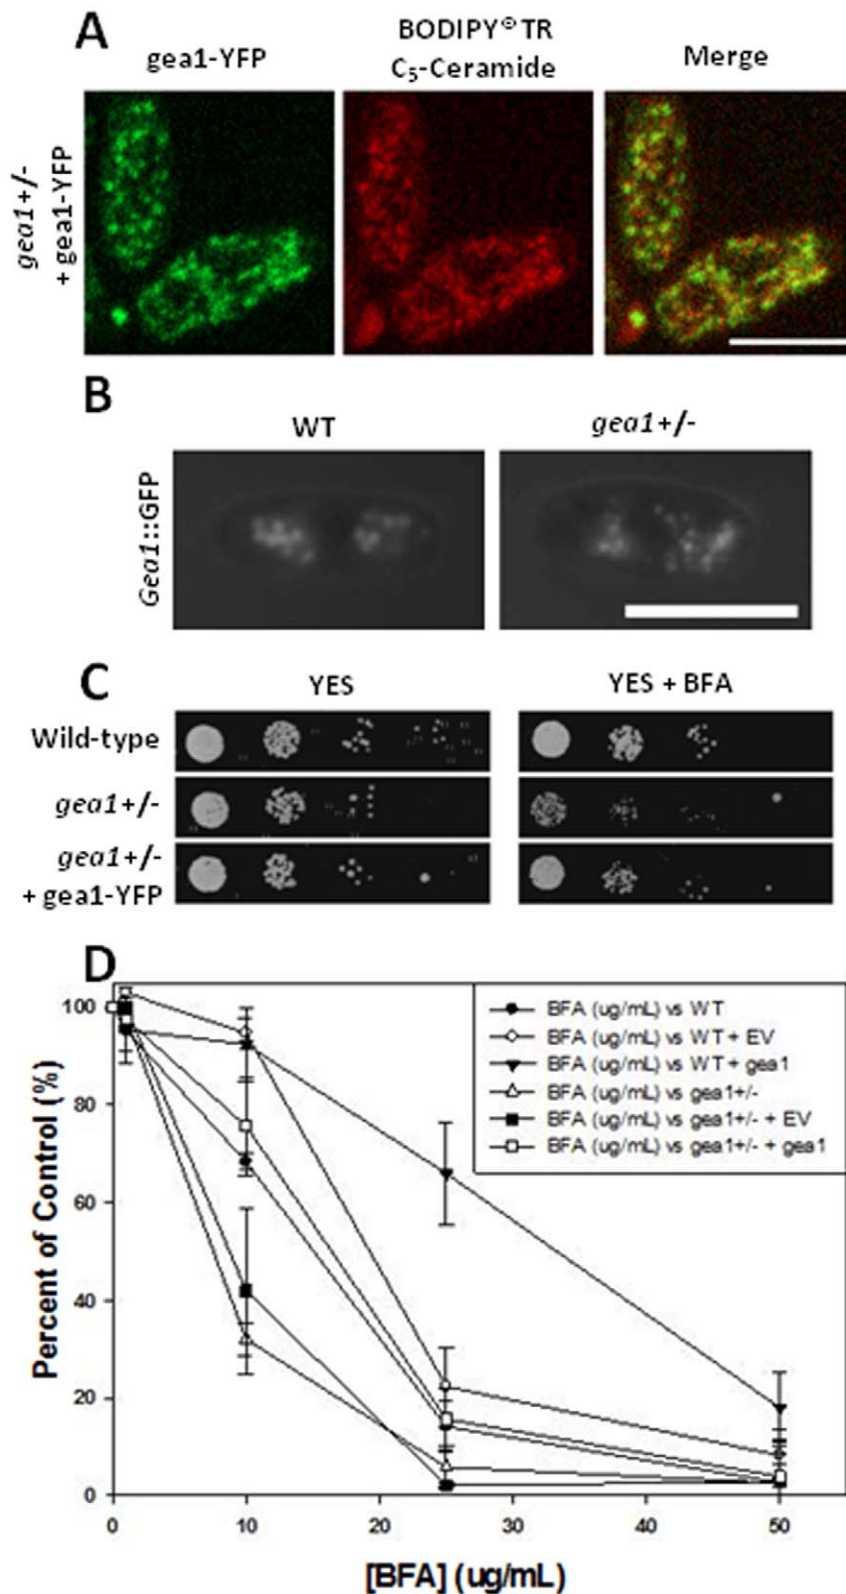 A
gea1-YFP
BODIPY® TR
C5-Ceramide
Merge
gea1+/-
+ gea1-YFP
B
WT
gea1+/-
Gea1::GFP
C
YES
YES + BFA
Wild-type
gea1+/-
gea1+/-
+ gea1-YFP
D
BFA (ug/mL) vs WT
BFA (ug/mL) vs WT + EV
BFA (ug/mL) vs WT + gea1
BFA (ug/mL) vs gea1+/-
BFA (ug/mL) vs gea1+/- + EV
BFA (ug/mL) vs gea1+/- + gea1
Percent of Control (%)
100
80
60
40
20
0
0 10 20 30 40 50
[BFA] (ug/mL)